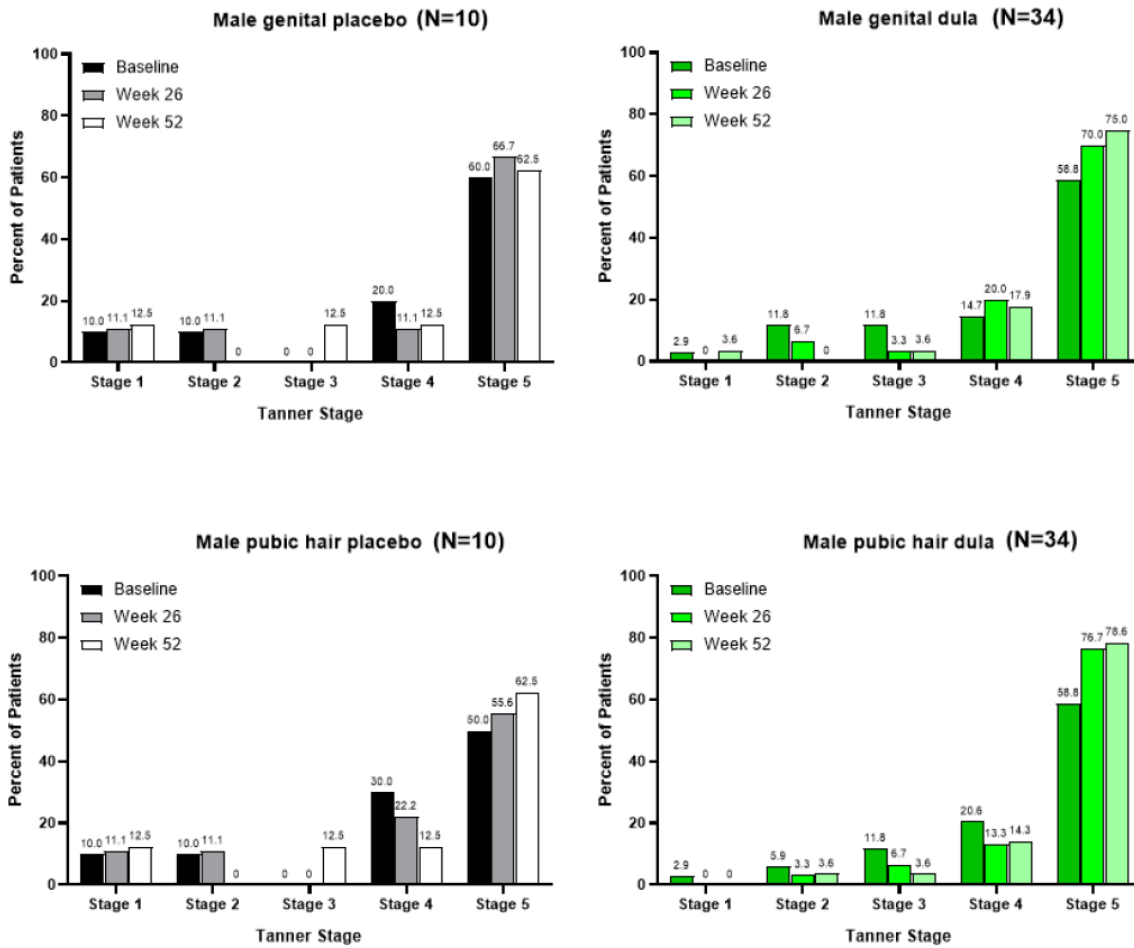 Male genital placebo (N=10)
100
80
60
40
20
0
Percent of Patients
Baseline
Week 26
Week 52
10.0 11.1 12.5
10.0 11.1 0
0 0 12.5
20.0 11.1 12.5
60.0 66.7 62.5
Stage 1 Stage 2 Stage 3 Stage 4 Stage 5
Tanner Stage
Male genital dula (N=34)
100
80
60
40
20
0
Percent of Patients
Baseline
Week 26
Week 52
2.9 0 3.6
11.8 6.7 0
11.8 3.3 3.6
14.7 20.0 17.9
58.8 70.0 75.0
Stage 1 Stage 2 Stage 3 Stage 4 Stage 5
Tanner Stage
Male pubic hair placebo (N=10)
100
80
60
40
20
0
Percent of Patients
Baseline
Week 26
Week 52
10.0 11.1 12.5
10.0 11.1 0
0 0 12.5
30.0 22.2 12.5
50.0 55.6 62.5
Stage 1 Stage 2 Stage 3 Stage 4 Stage 5
Tanner Stage
Male pubic hair dula (N=34)
100
80
60
40
20
0
Percent of Patients
Baseline
Week 26
Week 52
2.9 0 0
5.9 3.3 3.6
11.8 6.7 3.6
20.6 13.3 14.3
58.8 76.7 78.6
Stage 1 Stage 2 Stage 3 Stage 4 Stage 5
Tanner Stage